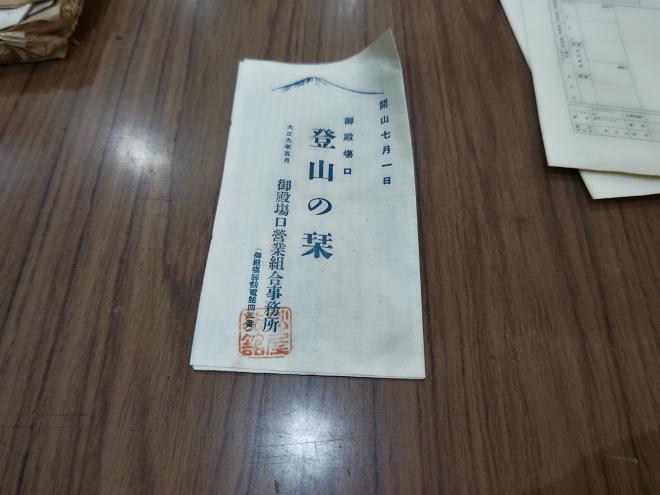 開山七月一日
御殿場口
登山の栞
大正九年五月
御殿場口營業組合事務所